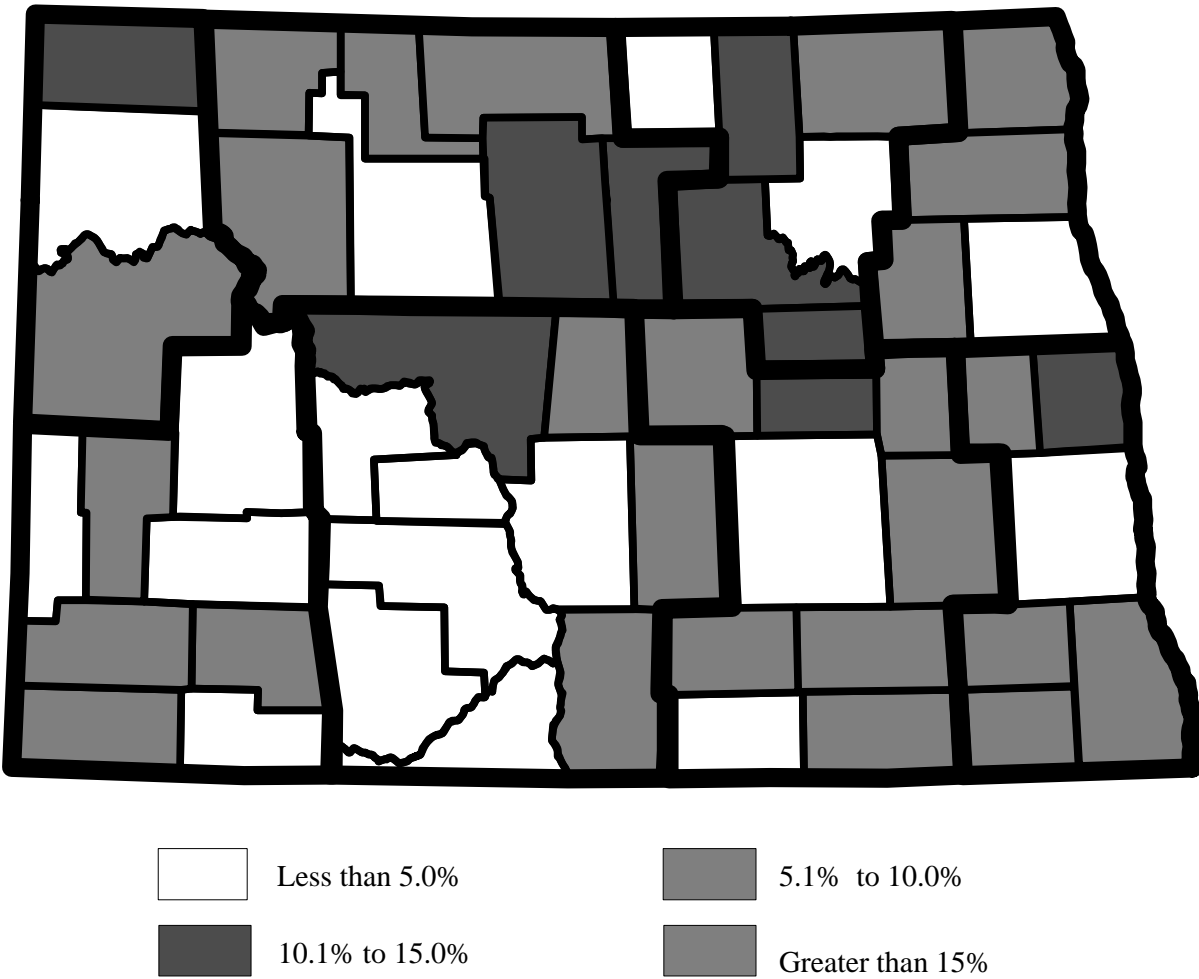 Less than 5.0%
5.1% to 10.0%
10.1% to 15.0%
Greater than 15%